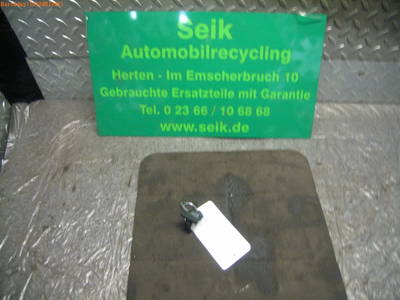 Seik
Automobilrecycling
Herten - Im Emscherbruch 10
Gebrauchte Ersatzteile mit Garantie
Tel. 0 23 66 / 10 68 68
www.seik.de